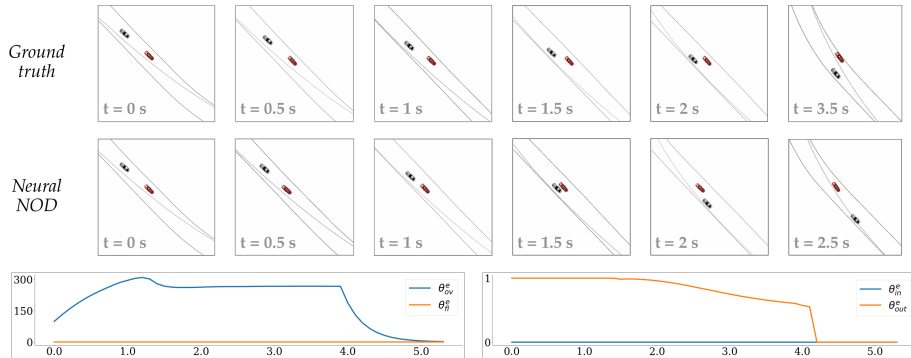 Ground
truth
t = 0 s
t = 0.5 s
t = 1 s
t = 1.5 s
t = 2 s
t = 3.5 s
Neural
NOD
t = 0 s
t = 0.5 s
t = 1 s
t = 1.5 s
t = 2 s
t = 2.5 s
300
150
0
θ^e_ov
θ^e_fl
0.0 1.0 2.0 3.0 4.0 5.0
1
0
θ^e_in
θ^e_out
0.0 1.0 2.0 3.0 4.0 5.0